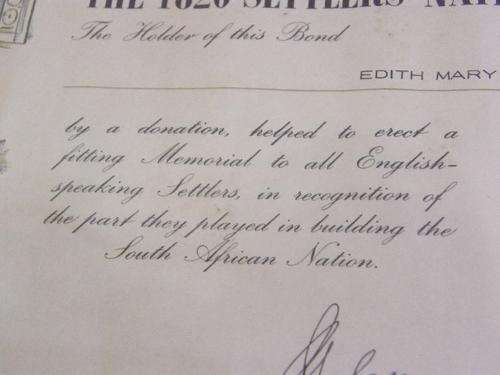 THE 1820 SETTLERS' NATI
The Holder of this Bond
EDITH MARY
by a donation, helped to erect a
fitting Memorial to all English-
speaking Settlers, in recognition of
the part they played in building the
South African Nation.